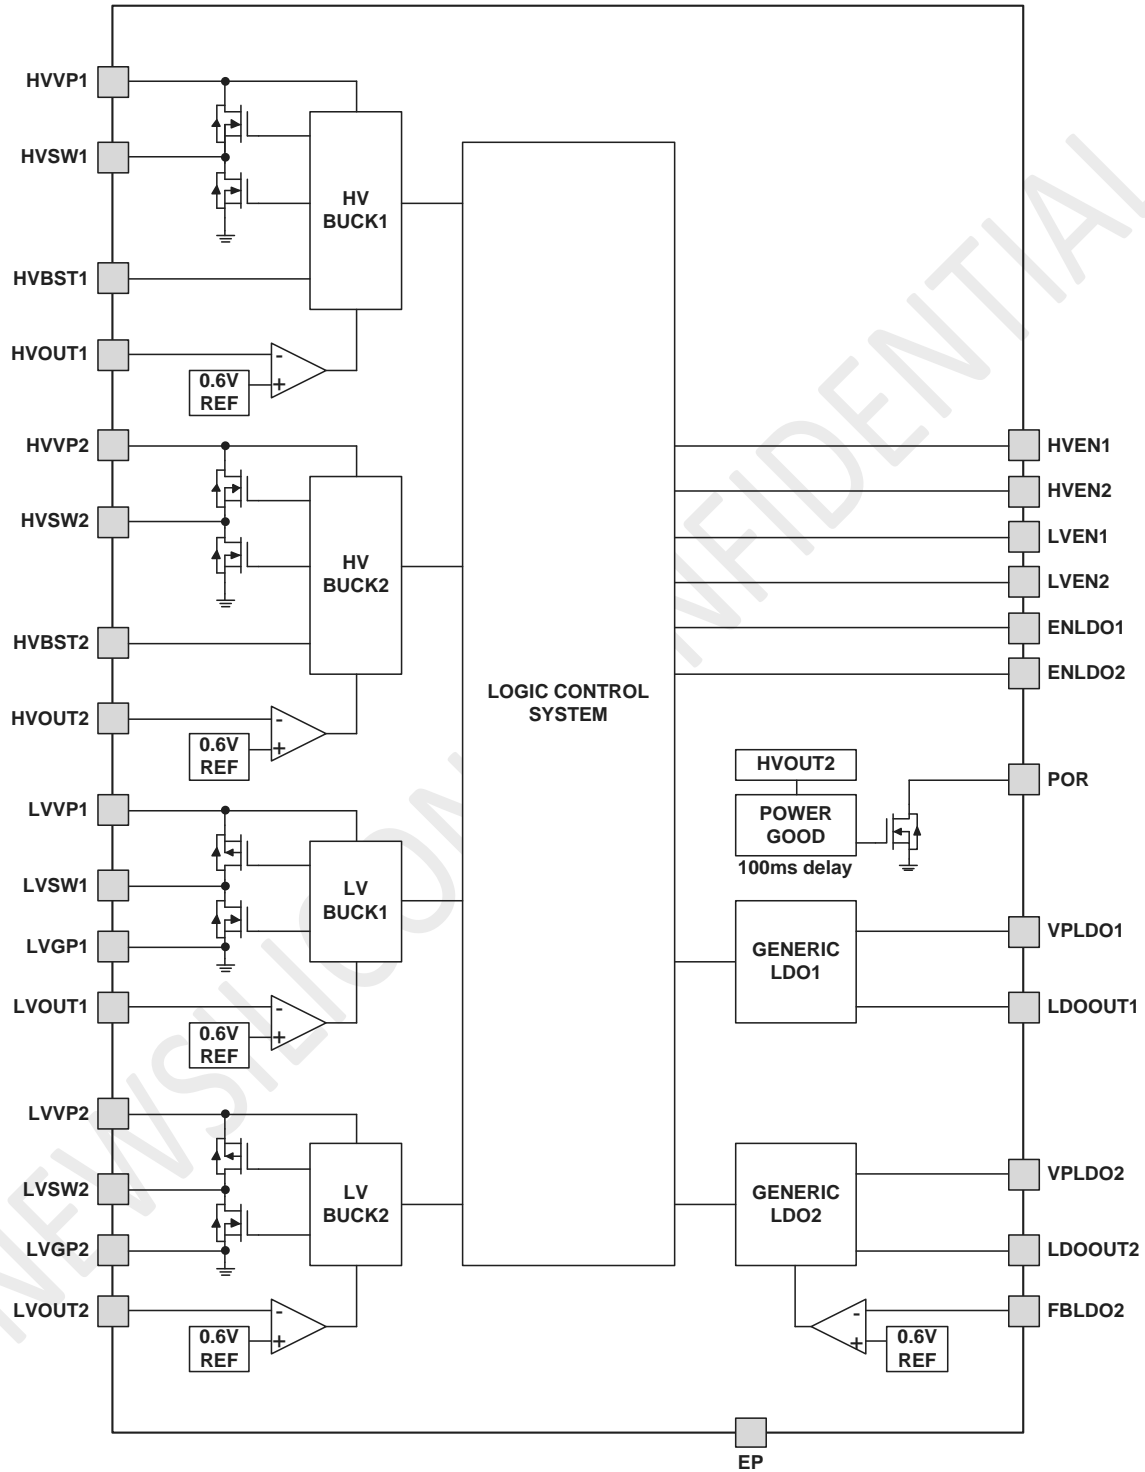 HVVP1
HVSW1
HV
BUCK1
HVBST1
HVOUT1
-
+
0.6V
REF
HVVP2
HVSW2
HV
BUCK2
HVBST2
HVOUT2
-
+
0.6V
REF
LVVP1
LVSW1
LV
BUCK1
LVGP1
LVOUT1
-
+
0.6V
REF
LVVP2
LVSW2
LV
BUCK2
LVGP2
LVOUT2
-
+
0.6V
REF
LOGIC CONTROL
SYSTEM
HVEN1
HVEN2
LVEN1
LVEN2
ENLDO1
ENLDO2
HVOUT2
POWER
GOOD
100ms delay
POR
GENERIC
LDO1
VPLDO1
LDOOUT1
GENERIC
LDO2
VPLDO2
LDOOUT2
FBLDO2
-
+
0.6V
REF
EP